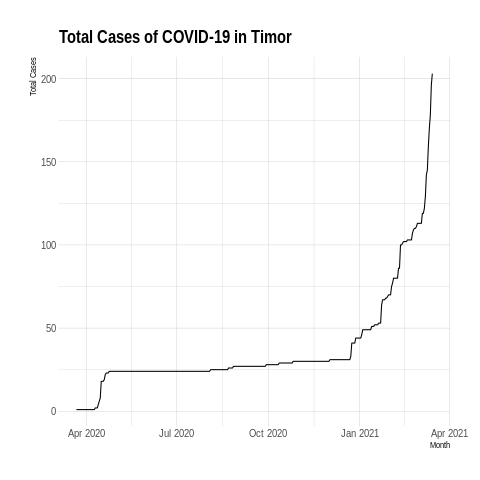 Total Cases of COVID-19 in Timor
Total Cases
200
150
100
50
0
Apr 2020 Jul 2020 Oct 2020 Jan 2021 Apr 2021
Month